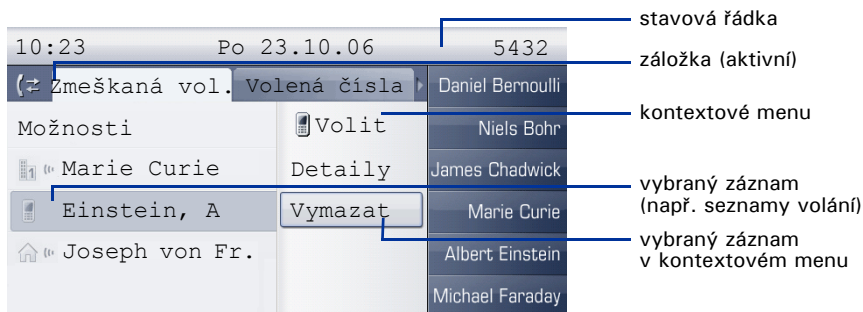 stavová řádka
10:23 Po 23.10.06 5432
záložka (aktivní)
Zmeškaná vol. Volená čísla Daniel Bernoulli
kontextové menu
Možnosti Volit Niels Bohr
1 Marie Curie Detaily James Chadwick
vybraný záznam
(např. seznamy volání)
Einstein, A Vymazat Marie Curie
vybraný záznam
v kontextovém menu
Joseph von Fr. Albert Einstein
Michael Faraday